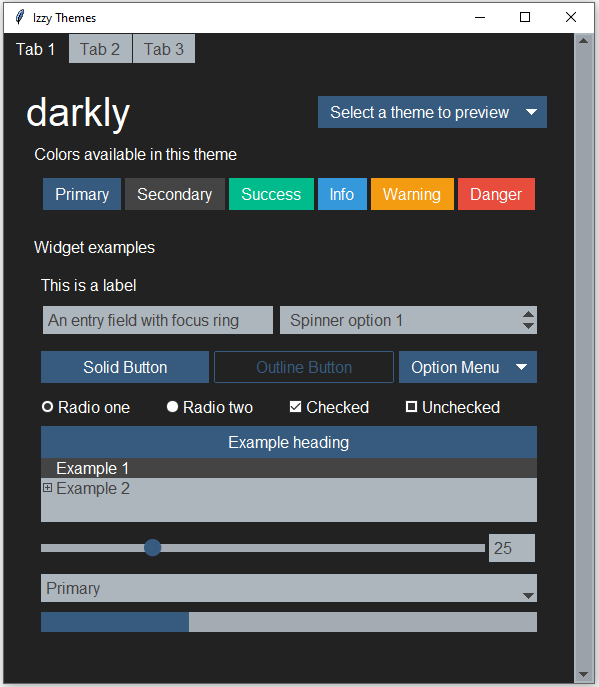 Izzy Themes
Tab 1 Tab 2 Tab 3
darkly Select a theme to preview
Colors available in this theme
Primary Secondary Success Info Warning Danger
Widget examples
This is a label
An entry field with focus ring Spinner option 1
Solid Button Outline Button Option Menu
Radio one Radio two Checked Unchecked
Example heading
Example 1
Example 2
25
Primary